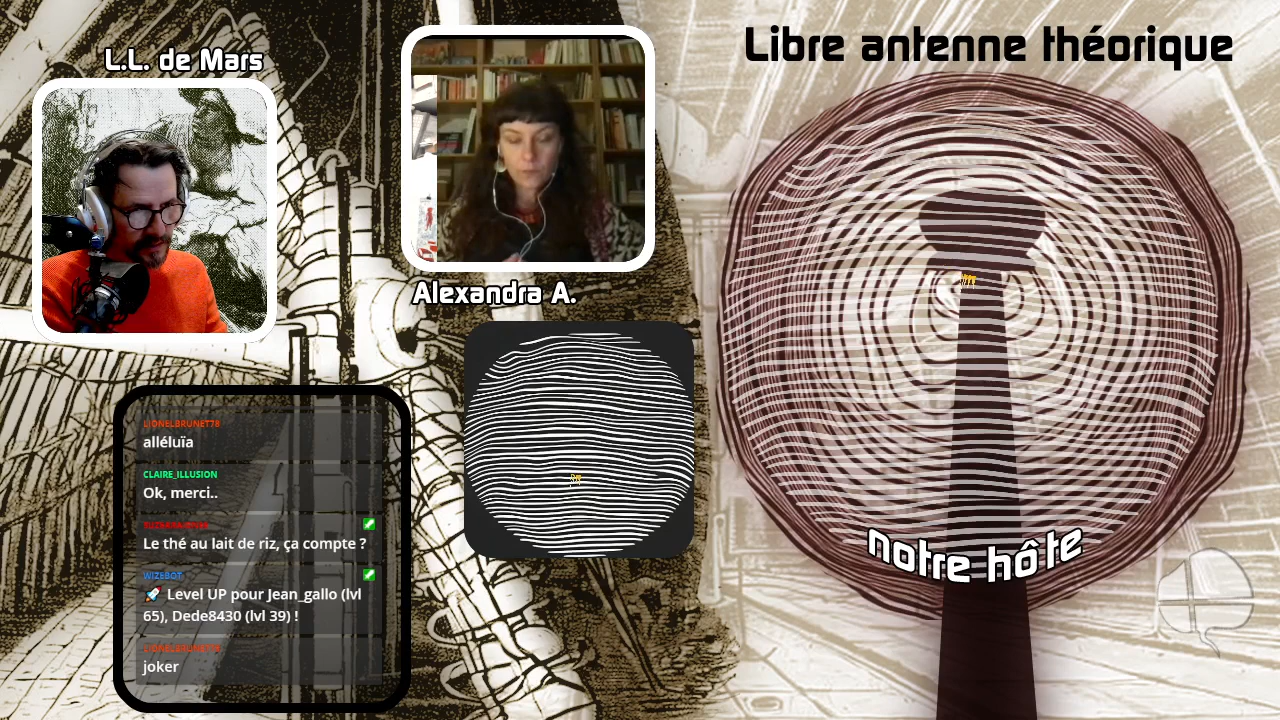 L.L. de Mars
Libre antenne théorique
Alexandra A.
LIONELBRUNET78
alléluïa
CLAIRE_ILLUSION
Ok, merci..
Le thé au lait de riz, ça compte ?
WIZEBOT
🚀 Level UP pour Jean_gallo (lvl
65), Dede8430 (lvl 39) !
LIONELBRUNET78
joker
notre hôte